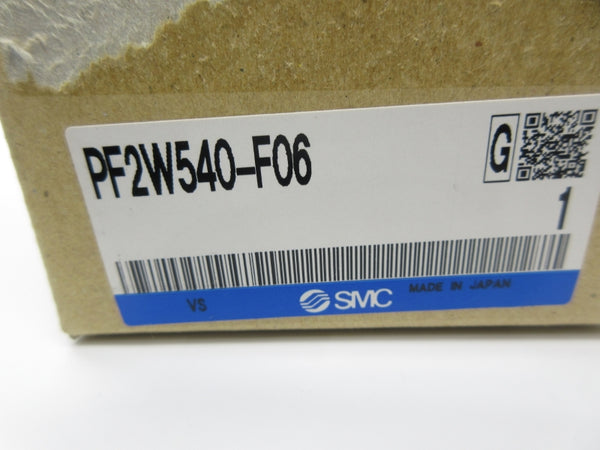 PF2W540-F06
G
1
VS SMC MADE IN JAPAN